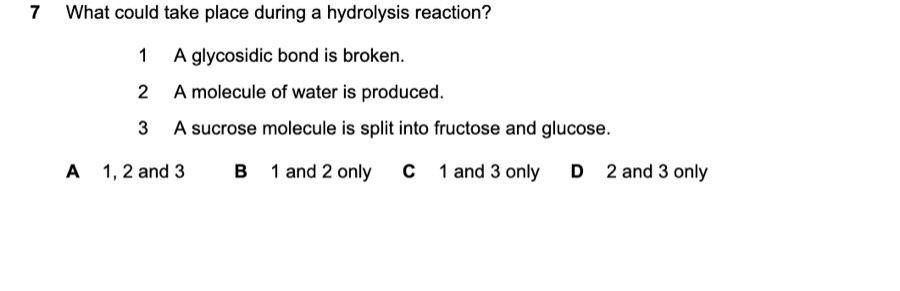 7 What could take place during a hydrolysis reaction?
1 A glycosidic bond is broken.
2 A molecule of water is produced.
3 A sucrose molecule is split into fructose and glucose.
A 1, 2 and 3 B 1 and 2 only C 1 and 3 only D 2 and 3 only